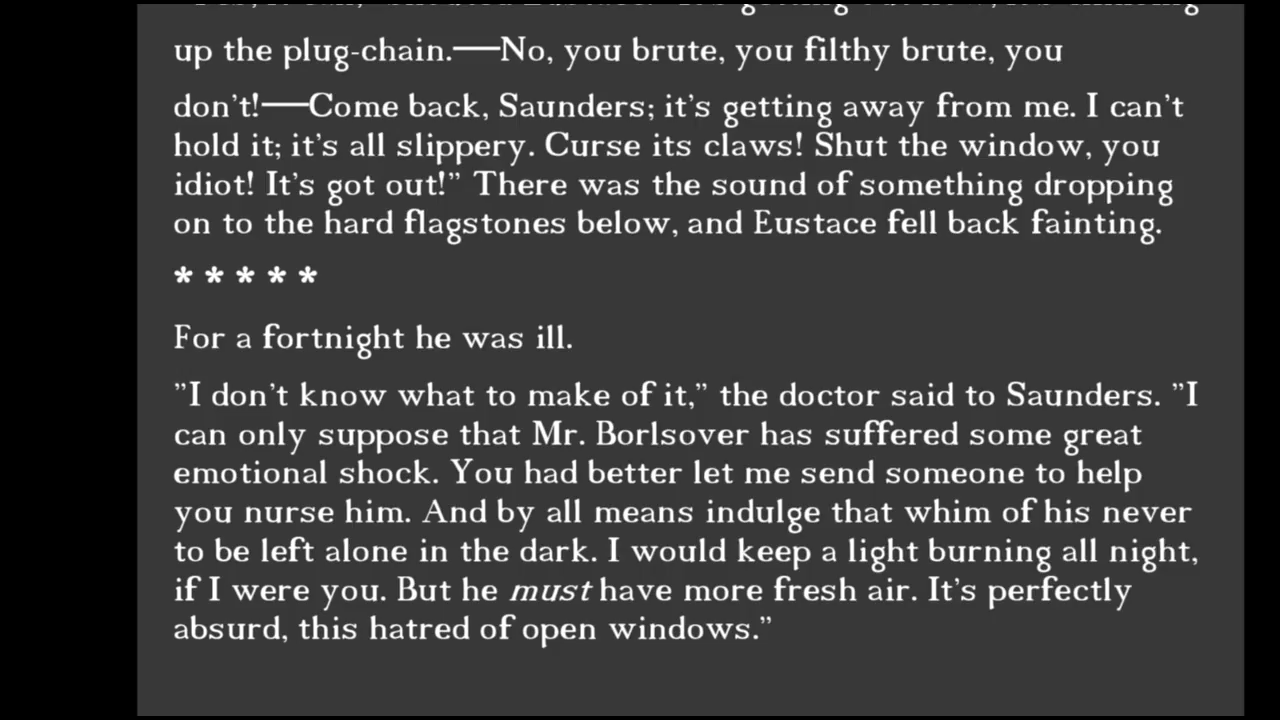 up the plug-chain.—No, you brute, you filthy brute, you
don't!—Come back, Saunders; it's getting away from me. I can't
hold it; it's all slippery. Curse its claws! Shut the window, you
idiot! It's got out!” There was the sound of something dropping
on to the hard flagstones below, and Eustace fell back fainting.
* * * * *
For a fortnight he was ill.
”I don't know what to make of it,” the doctor said to Saunders. ”I
can only suppose that Mr. Borlsover has suffered some great
emotional shock. You had better let me send someone to help
you nurse him. And by all means indulge that whim of his never
to be left alone in the dark. I would keep a light burning all night,
if I were you. But he must have more fresh air. It's perfectly
absurd, this hatred of open windows.”